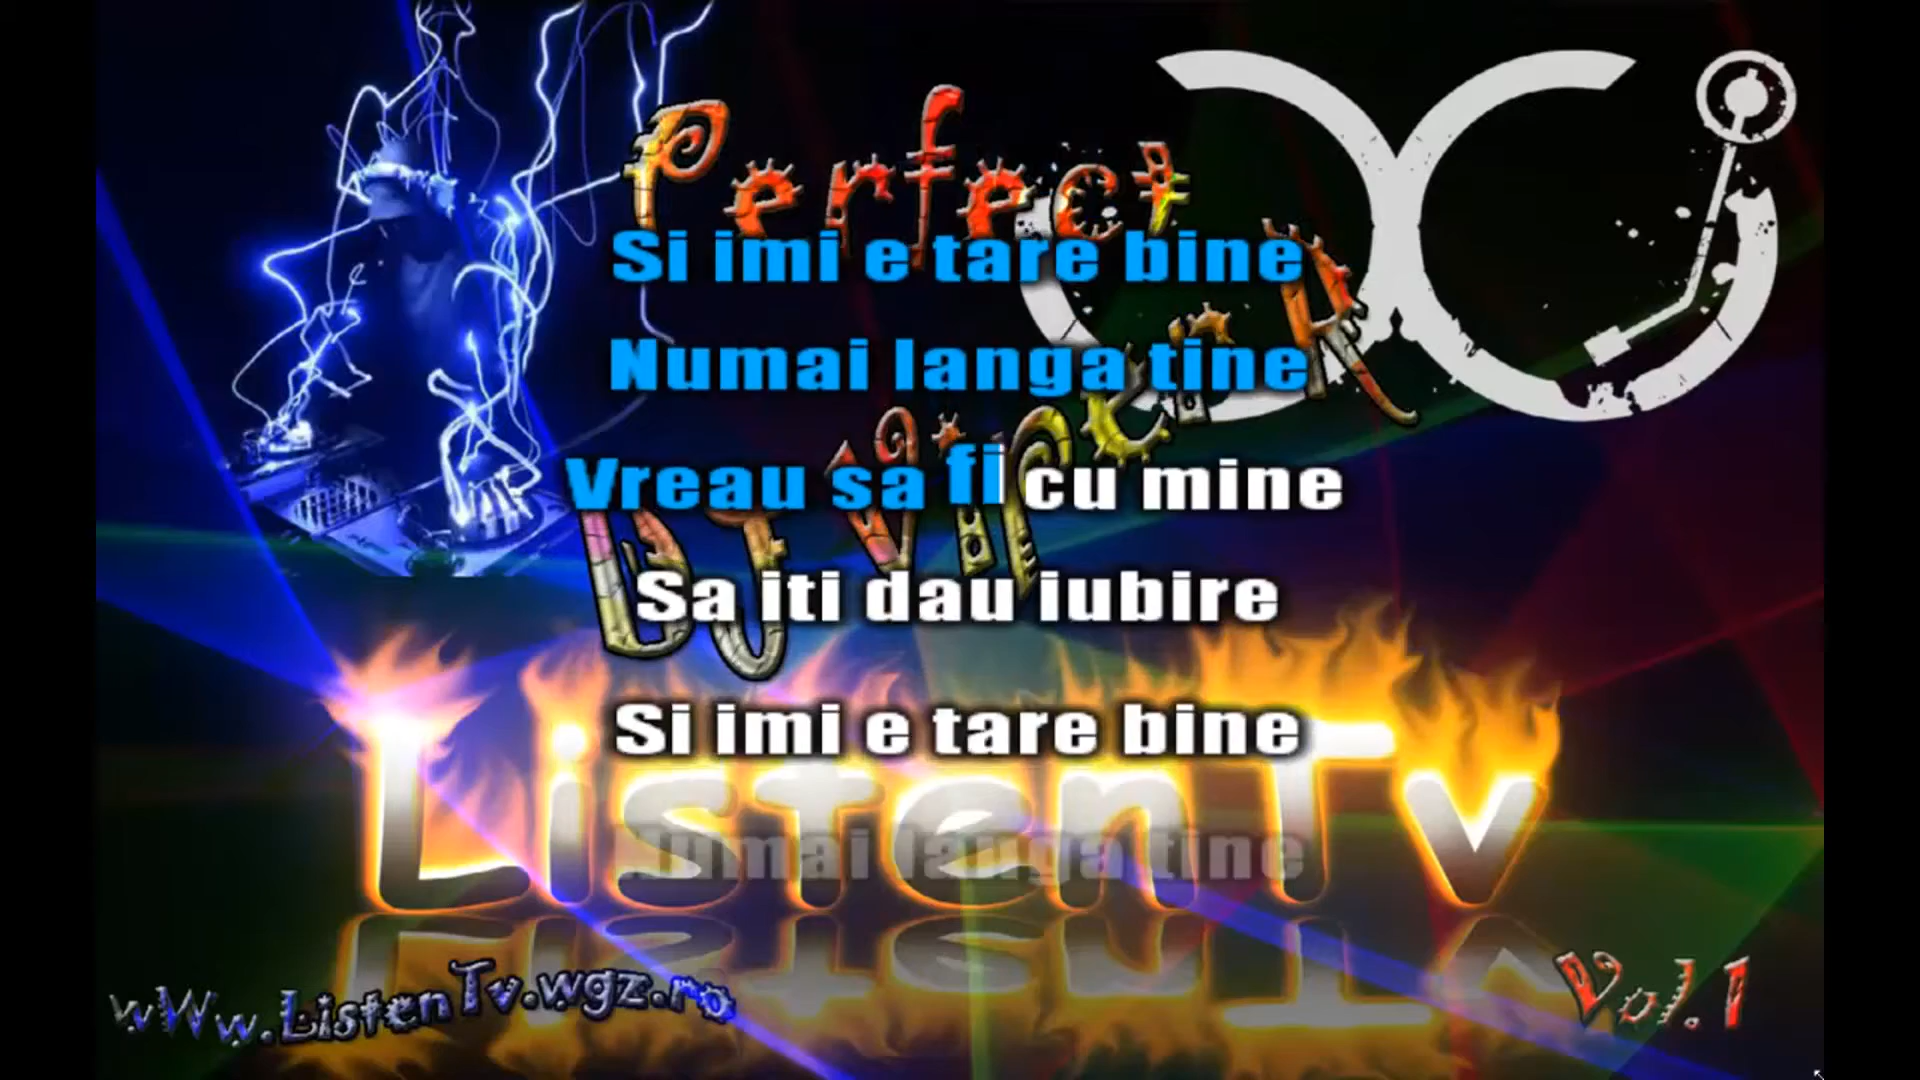 Perfect
DJ VIPER
Si imi e tare bine
Numai langa tine
Vreau sa fi cu mine
Sa iti dau iubire
Si imi e tare bine
Numai langa tine
ListenTv
wWw.ListenTv.wgz.ro
Vol.1